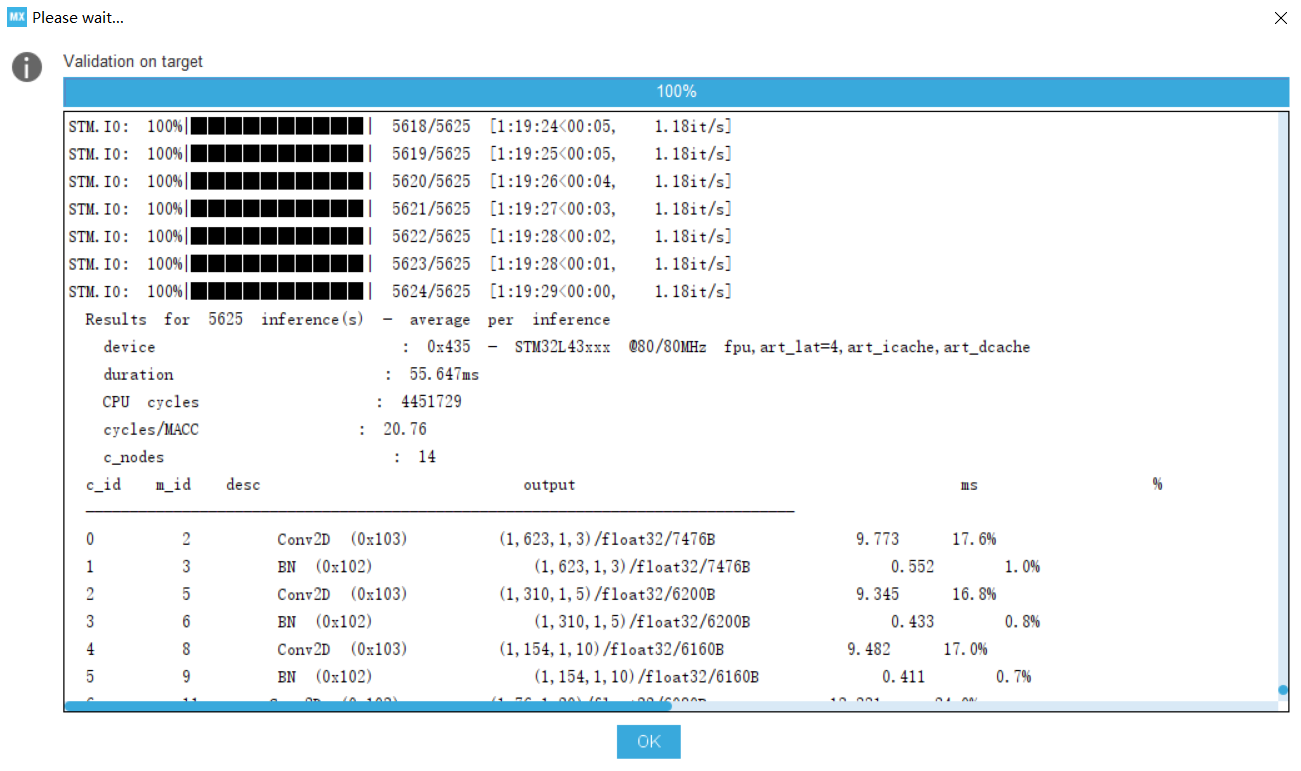 MX Please wait...
Validation on target
100%
STM.IO: 100%| | 5618/5625 [1:19:24<00:05, 1.18it/s]
STM.IO: 100%| | 5619/5625 [1:19:25<00:05, 1.18it/s]
STM.IO: 100%| | 5620/5625 [1:19:26<00:04, 1.18it/s]
STM.IO: 100%| | 5621/5625 [1:19:27<00:03, 1.18it/s]
STM.IO: 100%| | 5622/5625 [1:19:28<00:02, 1.18it/s]
STM.IO: 100%| | 5623/5625 [1:19:28<00:01, 1.18it/s]
STM.IO: 100%| | 5624/5625 [1:19:29<00:00, 1.18it/s]
Results for 5625 inference(s) - average per inference
device : 0x435 - STM32L43xxx @80/80MHz fpu,art_lat=4,art_icache,art_dcache
duration : 55.647ms
CPU cycles : 4451729
cycles/MACC : 20.76
c_nodes : 14
c_id m_id desc output ms %
0 2 Conv2D (0x103) (1,623,1,3)/float32/7476B 9.773 17.6%
1 3 BN (0x102) (1,623,1,3)/float32/7476B 0.552 1.0%
2 5 Conv2D (0x103) (1,310,1,5)/float32/6200B 9.345 16.8%
3 6 BN (0x102) (1,310,1,5)/float32/6200B 0.433 0.8%
4 8 Conv2D (0x103) (1,154,1,10)/float32/6160B 9.482 17.0%
5 9 BN (0x102) (1,154,1,10)/float32/6160B 0.411 0.7%
OK